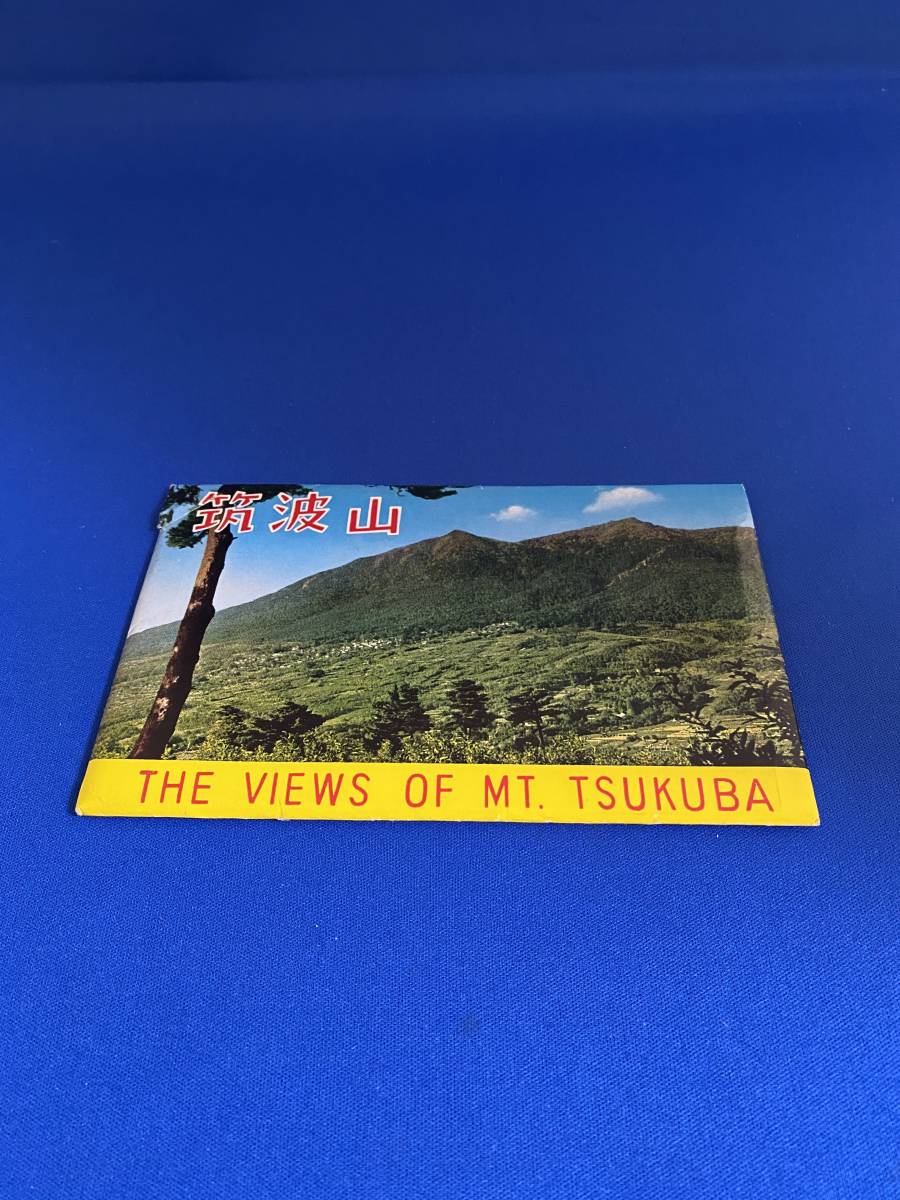 筑波山
THE VIEWS OF MT. TSUKUBA